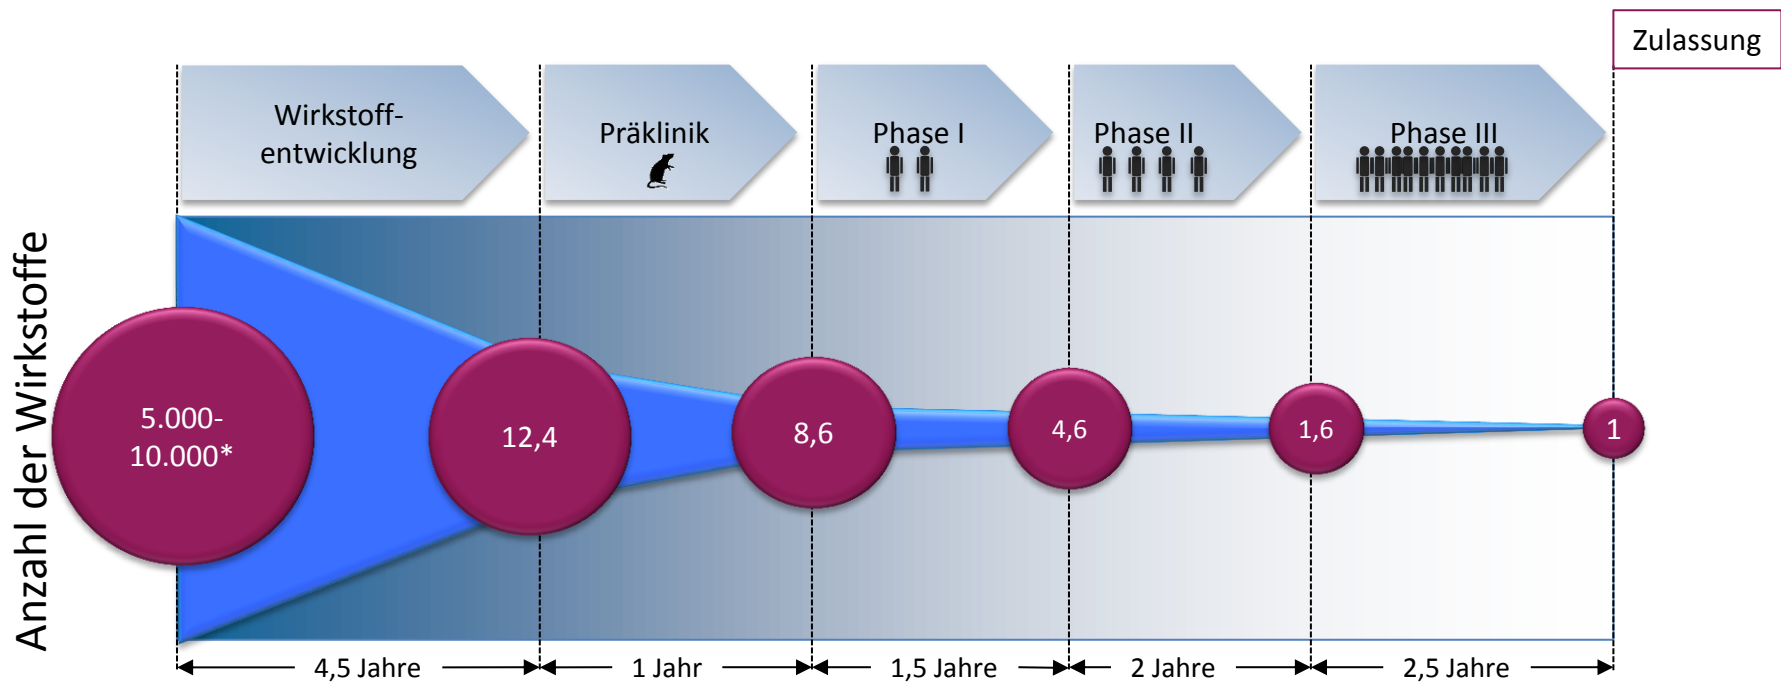 Zulassung
Wirkstoff-
entwicklung
Präklinik
Phase I
Phase II
Phase III
Anzahl der Wirkstoffe
5.000-
10.000*
12,4
8,6
4,6
1,6
1
4,5 Jahre
1 Jahr
1,5 Jahre
2 Jahre
2,5 Jahre